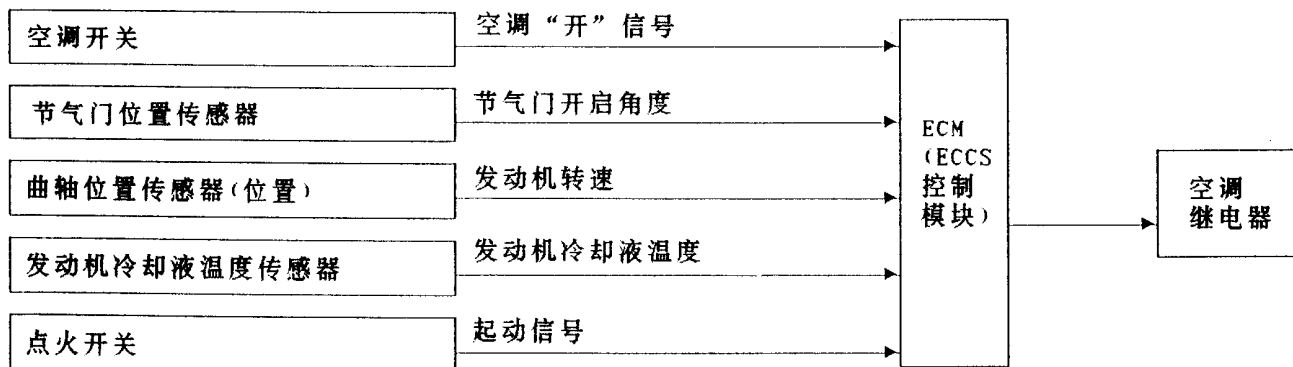 空调开关
空调“开”信号
节气门位置传感器
节气门开启角度
曲轴位置传感器(位置)
发动机转速
发动机冷却液温度传感器
发动机冷却液温度
点火开关
起动信号
ECM
(ECCS
控制
模块)
空调
继电器